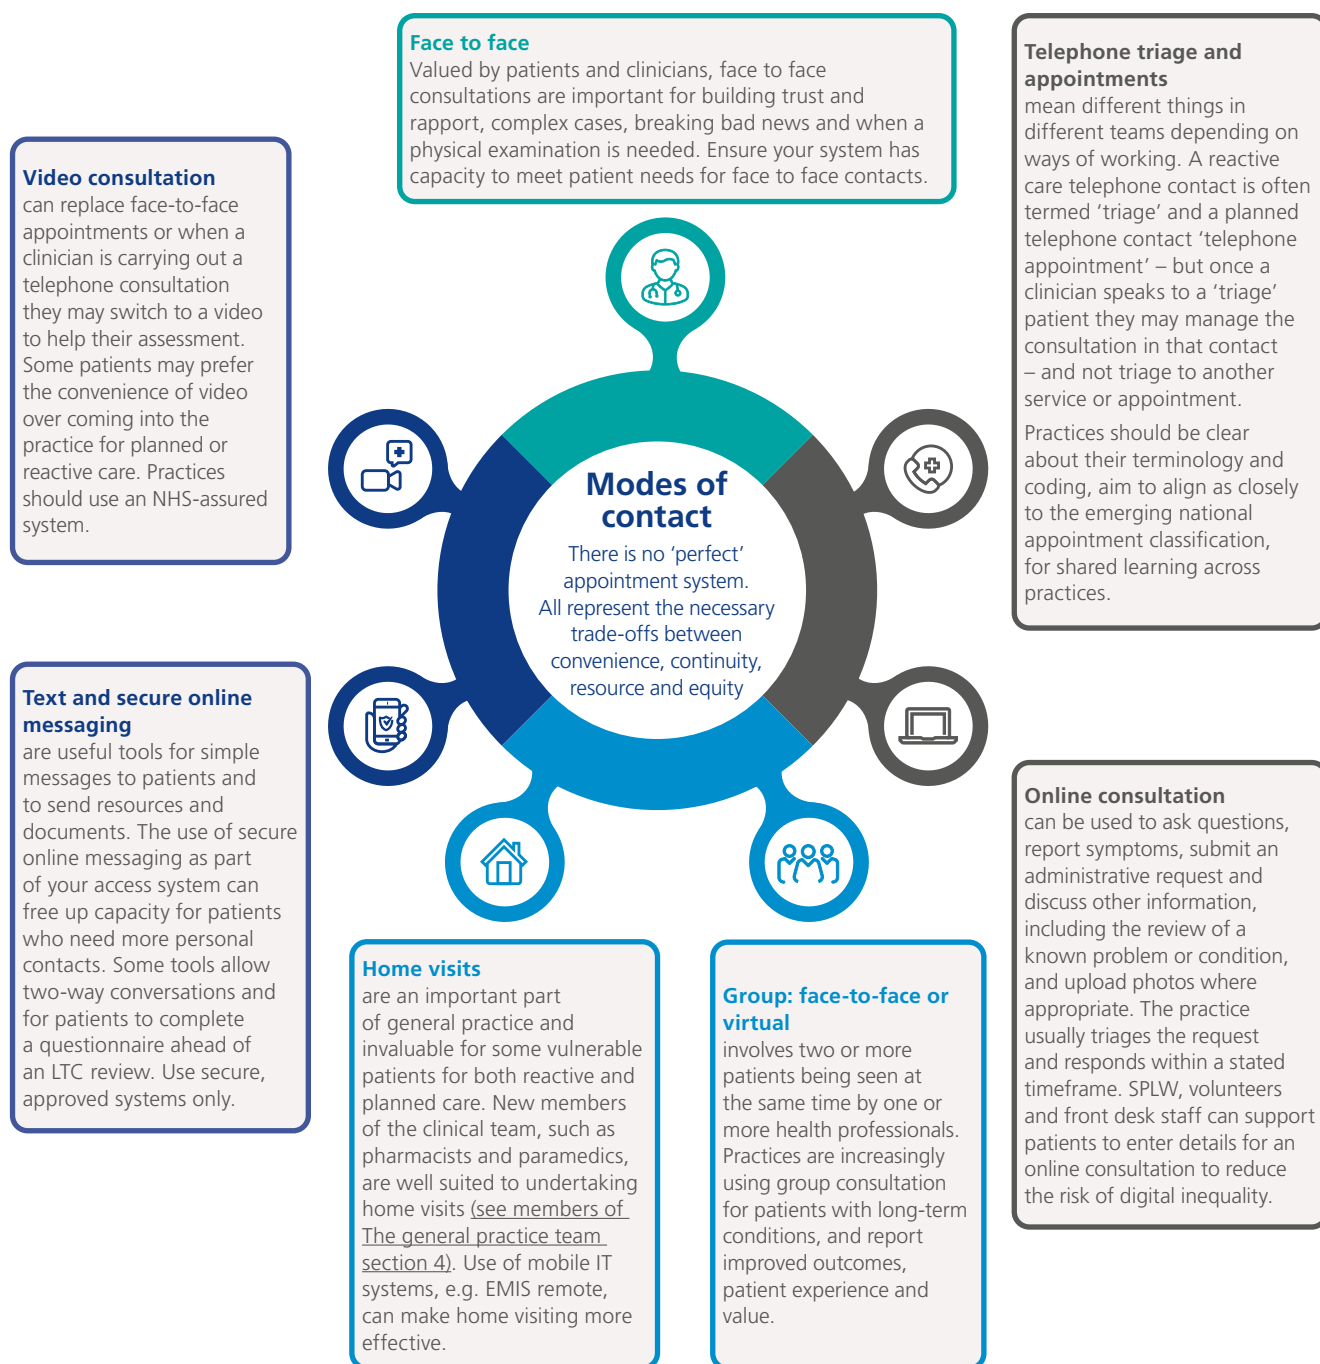 Face to face
Valued by patients and clinicians, face to face
consultations are important for building trust and
rapport, complex cases, breaking bad news and when a
physical examination is needed. Ensure your system has
capacity to meet patient needs for face to face contacts.
Telephone triage and
appointments
mean different things in
different teams depending on
ways of working. A reactive
care telephone contact is often
termed ‘triage’ and a planned
telephone contact ‘telephone
appointment’ – but once a
clinician speaks to a ‘triage’
patient they may manage the
consultation in that contact
– and not triage to another
service or appointment.
Practices should be clear
about their terminology and
coding, aim to align as closely
to the emerging national
appointment classification,
for shared learning across
practices.
Video consultation
can replace face-to-face
appointments or when a
clinician is carrying out a
telephone consultation
they may switch to a video
to help their assessment.
Some patients may prefer
the convenience of video
over coming into the
practice for planned or
reactive care. Practices
should use an NHS-assured
system.
Modes of
contact
There is no ‘perfect’
appointment system.
All represent the necessary
trade-offs between
convenience, continuity,
resource and equity
Text and secure online
messaging
are useful tools for simple
messages to patients and
to send resources and
documents. The use of secure
online messaging as part
of your access system can
free up capacity for patients
who need more personal
contacts. Some tools allow
two-way conversations and
for patients to complete
a questionnaire ahead of
an LTC review. Use secure,
approved systems only.
Online consultation
can be used to ask questions,
report symptoms, submit an
administrative request and
discuss other information,
including the review of a
known problem or condition,
and upload photos where
appropriate. The practice
usually triages the request
and responds within a stated
timeframe. SPLW, volunteers
and front desk staff can support
patients to enter details for an
online consultation to reduce
the risk of digital inequality.
Home visits
are an important part
of general practice and
invaluable for some vulnerable
patients for both reactive and
planned care. New members
of the clinical team, such as
pharmacists and paramedics,
are well suited to undertaking
home visits (see members of
The general practice team
section 4). Use of mobile IT
systems, e.g. EMIS remote,
can make home visiting more
effective.
Group: face-to-face or
virtual
involves two or more
patients being seen at
the same time by one or
more health professionals.
Practices are increasingly
using group consultation
for patients with long-term
conditions, and report
improved outcomes,
patient experience and
value.